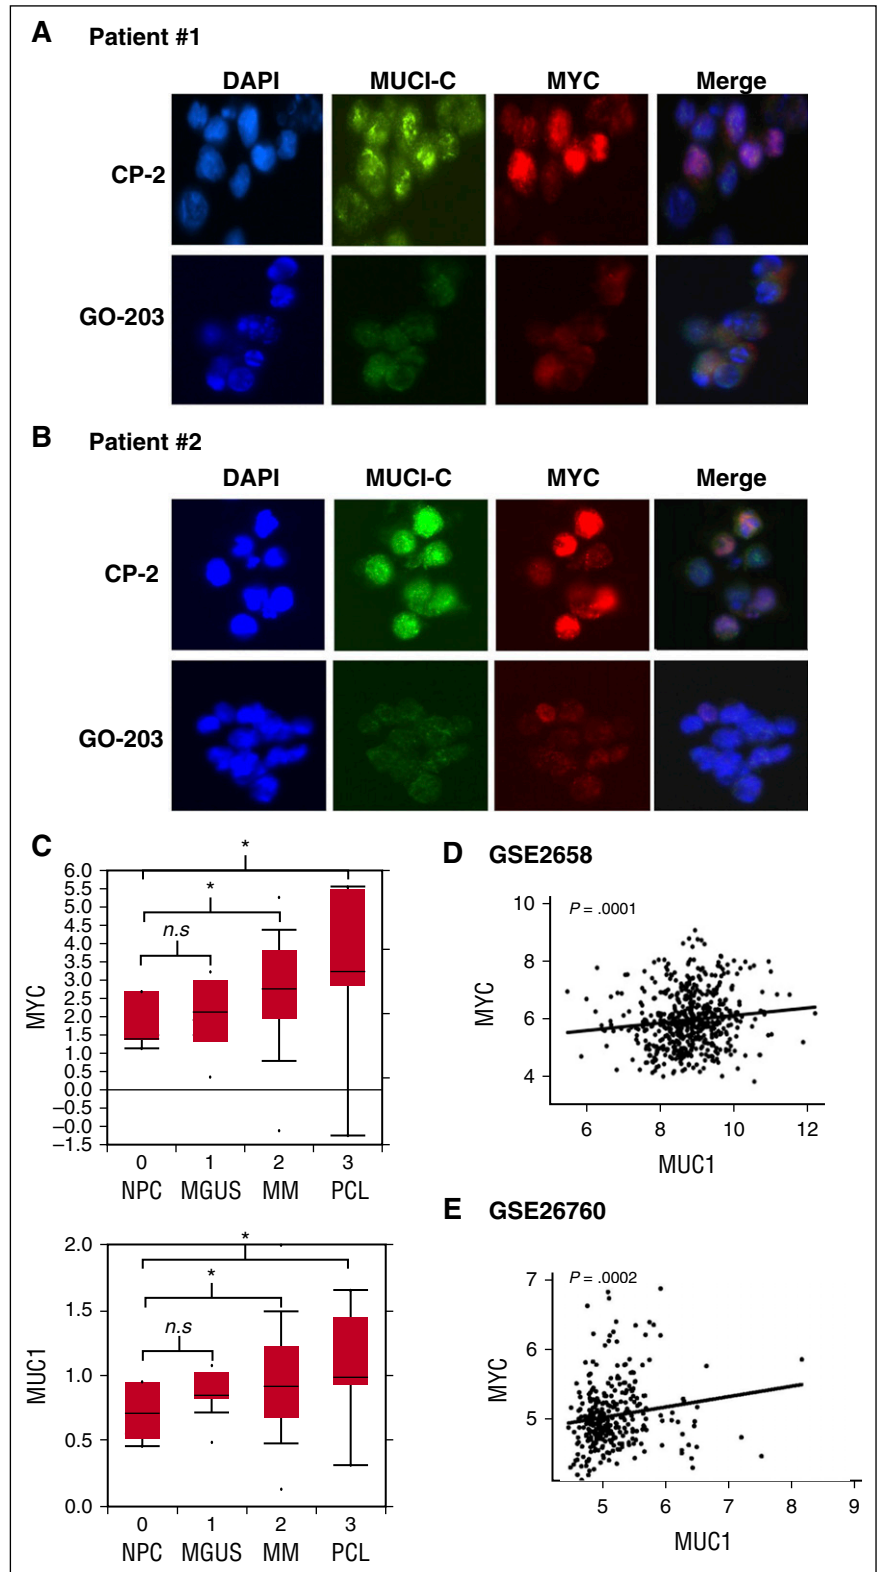 A Patient #1
DAPI MUCI-C MYC Merge
CP-2
GO-203
B Patient #2
DAPI MUCI-C MYC Merge
CP-2
GO-203
C
*
*
n.s
MYC
6.0
5.5
5.0
4.5
4.0
3.5
3.0
2.5
2.0
1.5
1.0
0.5
0.0
−0.5
−0.0
−1.5
0 1 2 3
NPC MGUS MM PCL
*
*
n.s
MUC1
2.0
1.5
1.0
0.5
0.0
0 1 2 3
NPC MGUS MM PCL
D GSE2658
P = .0001
MYC
10
8
6
4
6 8 10 12
MUC1
E GSE26760
P = .0002
MYC
7
6
5
5 6 7 8 9
MUC1